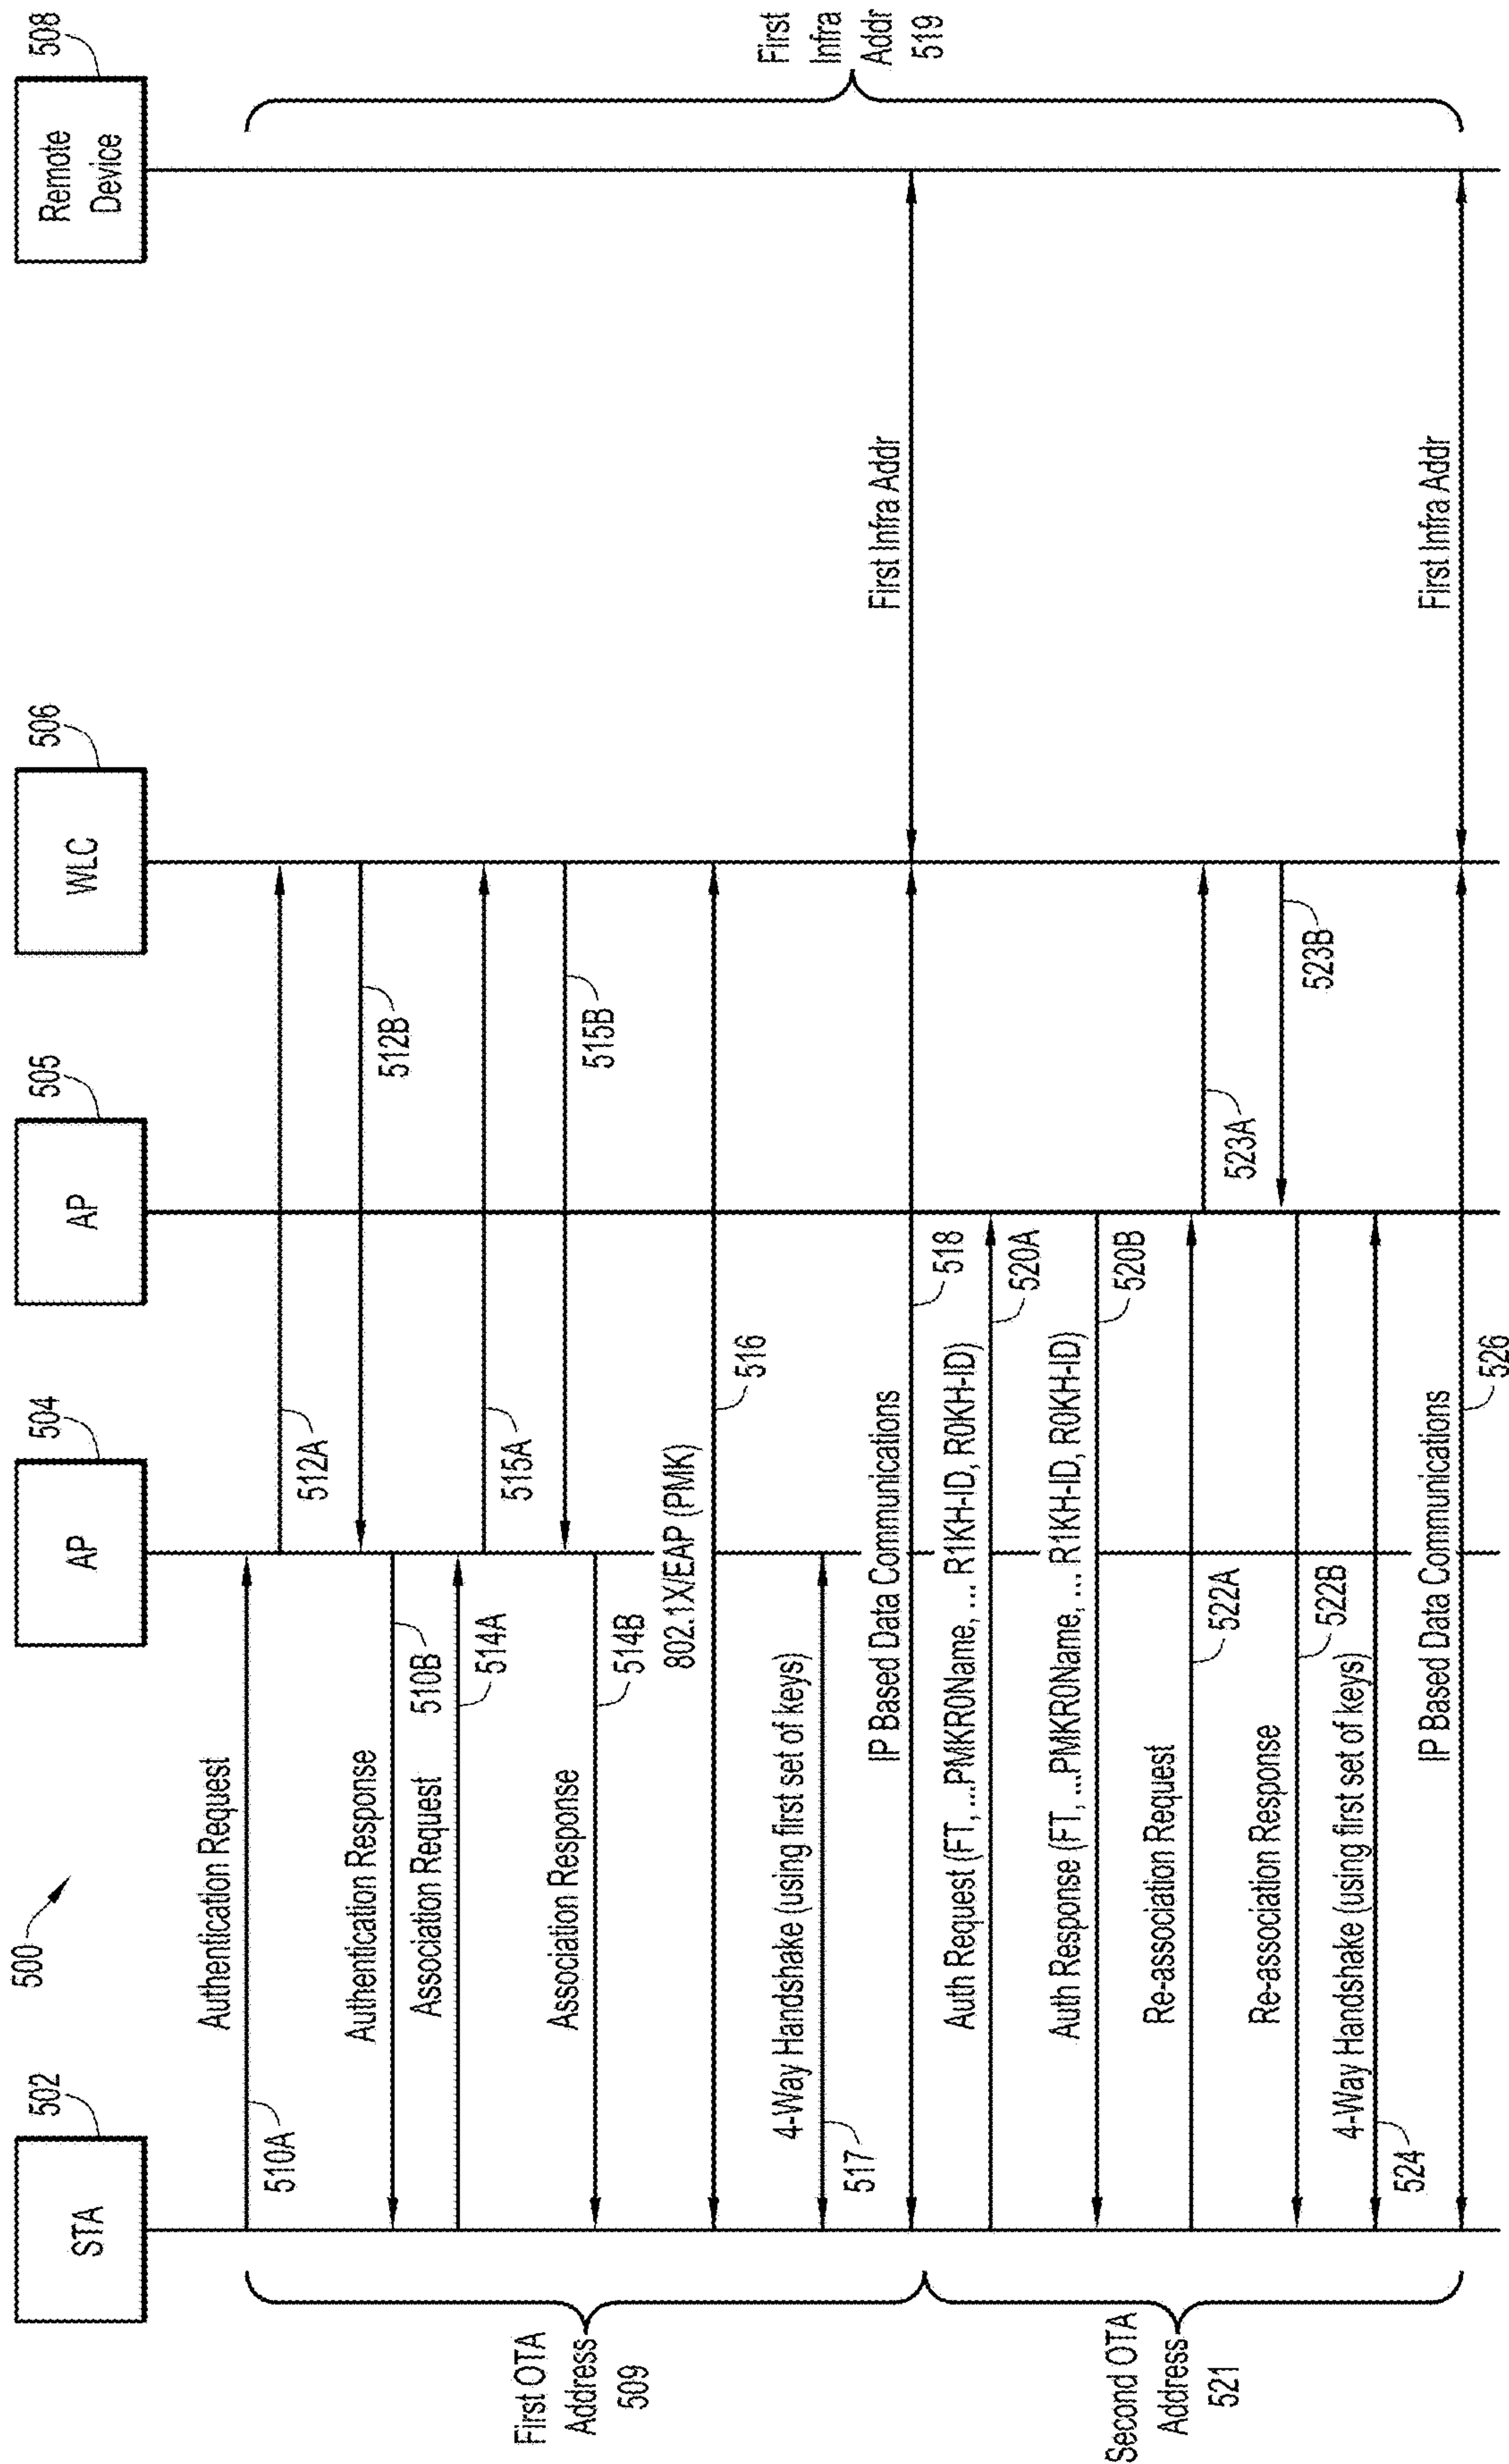 500
502
STA
504
AP
505
AP
506
WLC
508
Remote
Device
Authentication Request
510A
512A
512B
Authentication Response
510B
Association Request
514A
515A
515B
Association Response
514B
802.1X/EAP (PMK)
516
4-Way Handshake (using first set of keys)
517
IP Based Data Communications
518
First Infra Addr
First OTA
Address
509
Auth Request (FT, ...PMKR0Name, ... R1KH-ID, R0KH-ID)
520A
Auth Response (FT, ...PMKR0Name, ... R1KH-ID, R0KH-ID)
520B
Re-association Request
522A
523A
523B
Re-association Response
522B
4-Way Handshake (using first set of keys)
524
IP Based Data Communications
526
First Infra Addr
Second OTA
Address
521
First
Infra
Addr
519